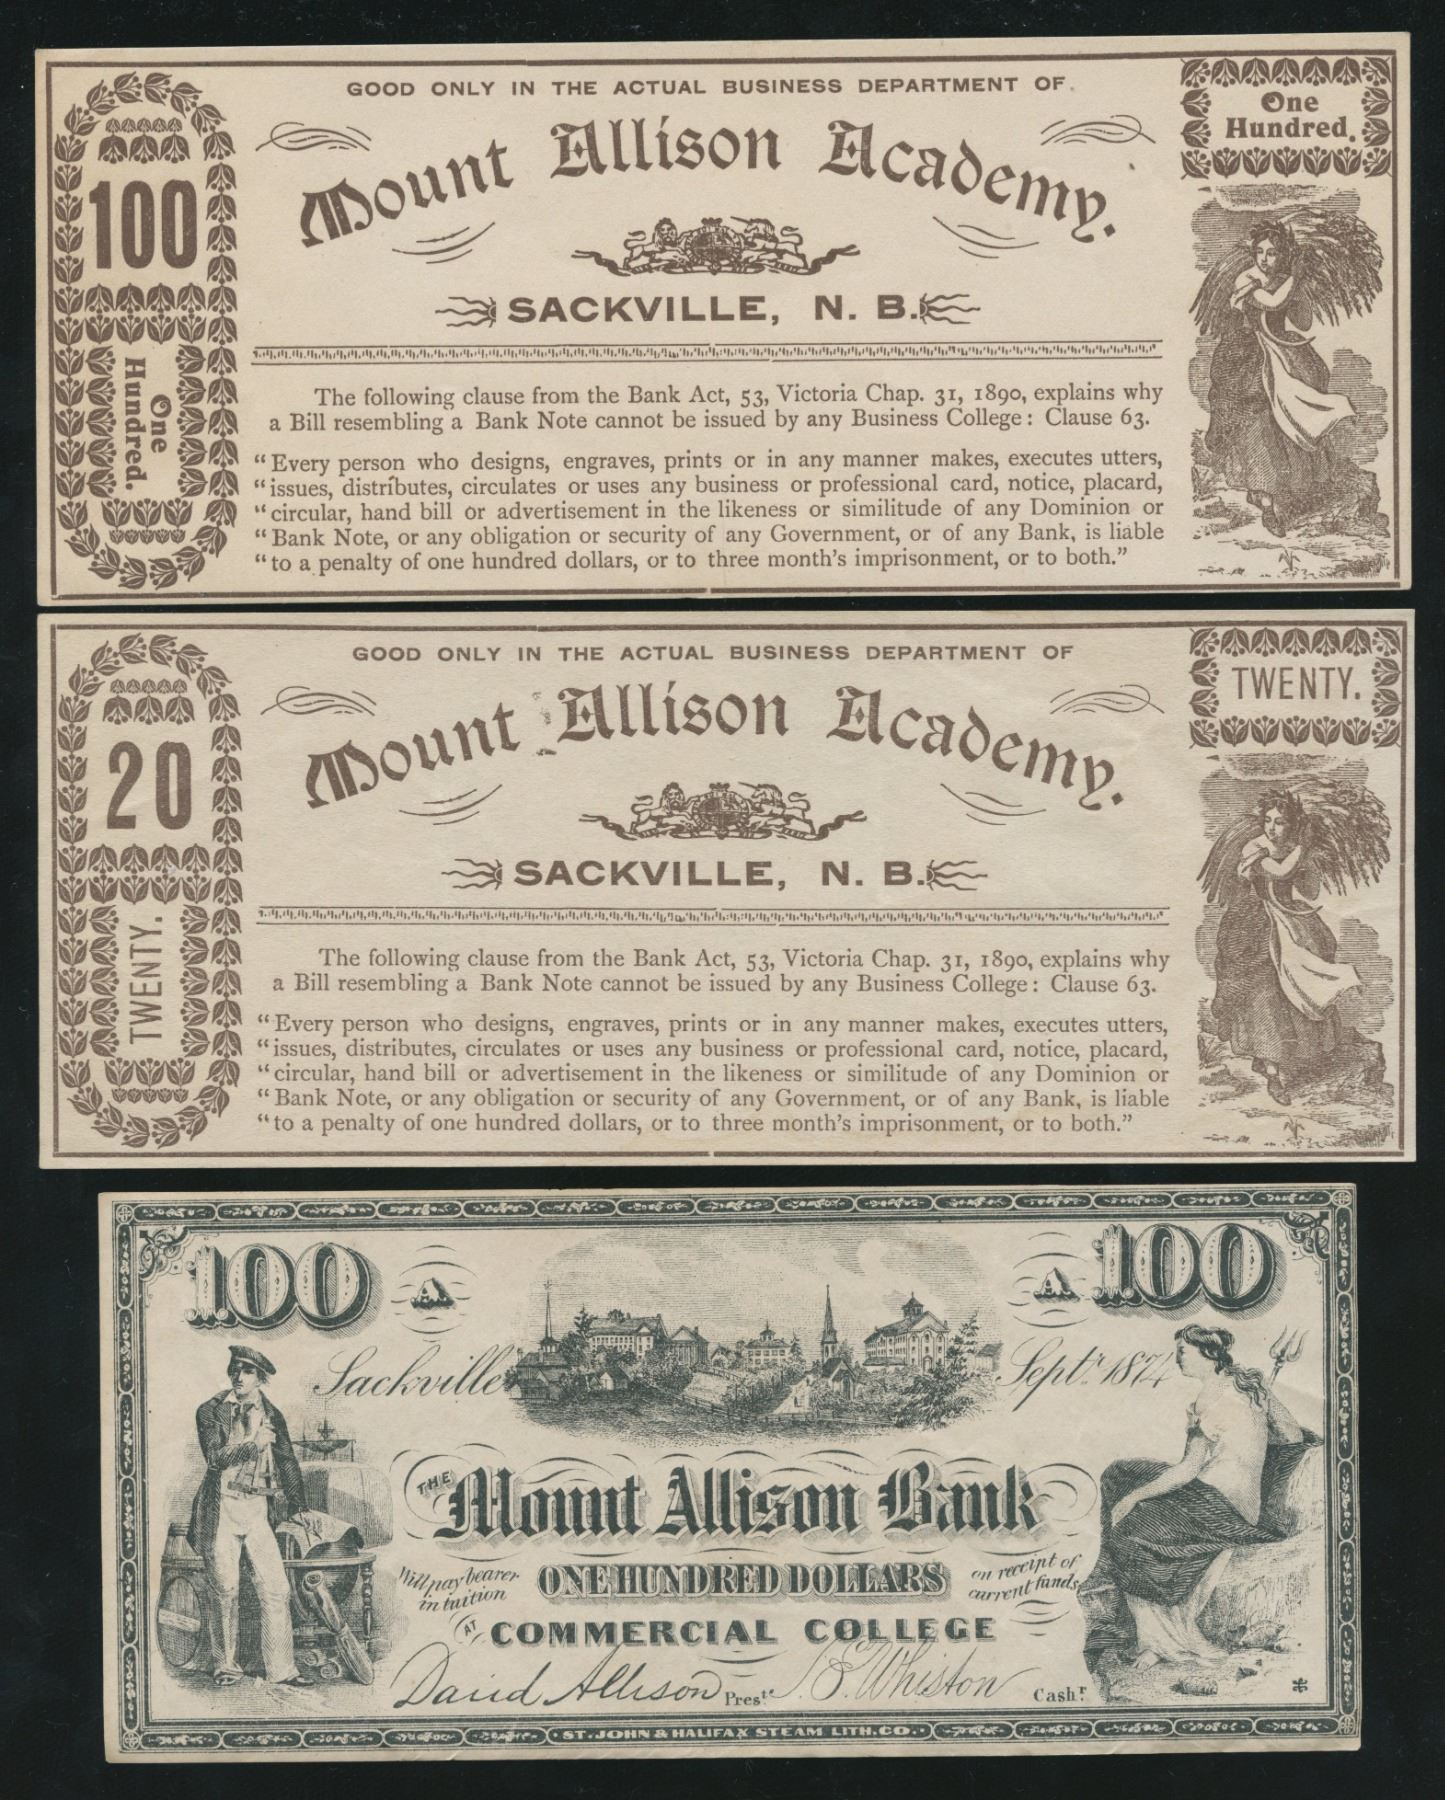 GOOD ONLY IN THE ACTUAL BUSINESS DEPARTMENT OF
Mount Allison Academy.
SACKVILLE, N. B.
100
One
Hundred.
One
Hundred.
The following clause from the Bank Act, 53, Victoria Chap. 31, 1890, explains why
a Bill resembling a Bank Note cannot be issued by any Business College: Clause 63.
"Every person who designs, engraves, prints or in any manner makes, executes utters,
"issues, distributes, circulates or uses any business or professional card, notice, placard,
"circular, hand bill or advertisement in the likeness or similitude of any Dominion or
"Bank Note, or any obligation or security of any Government, or of any Bank, is liable
"to a penalty of one hundred dollars, or to three month's imprisonment, or to both."
GOOD ONLY IN THE ACTUAL BUSINESS DEPARTMENT OF
Mount Allison Academy.
SACKVILLE, N. B.
20
TWENTY.
TWENTY.
The following clause from the Bank Act, 53, Victoria Chap. 31, 1890, explains why
a Bill resembling a Bank Note cannot be issued by any Business College: Clause 63.
"Every person who designs, engraves, prints or in any manner makes, executes utters,
"issues, distributes, circulates or uses any business or professional card, notice, placard,
"circular, hand bill or advertisement in the likeness or similitude of any Dominion or
"Bank Note, or any obligation or security of any Government, or of any Bank, is liable
"to a penalty of one hundred dollars, or to three month's imprisonment, or to both."
100 A A 100
Sackville Septr. 1874
THE Mount Allison Bank
Will pay bearer in tuition ONE HUNDRED DOLLARS on receipt of current funds
AT COMMERCIAL COLLEGE
David Allison Prest. S. E. Whiston Cashr.
ST. JOHN & HALIFAX STEAM LITH. CO.